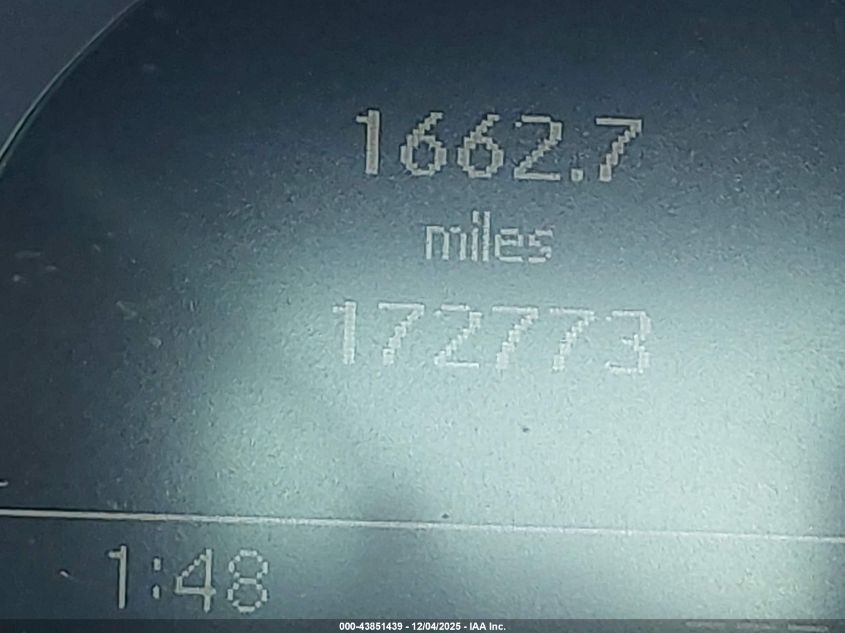 1662.7
miles
172773
1:48
000-43851439 - 12/04/2025 - IAA Inc.